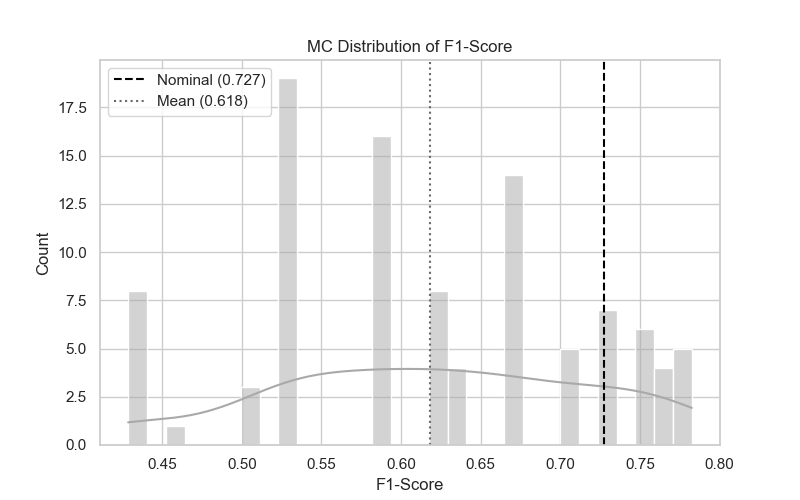 MC Distribution of F1-Score
Nominal (0.727)
Mean (0.618)
17.5
15.0
12.5
10.0
7.5
5.0
2.5
0.0
Count
0.45 0.50 0.55 0.60 0.65 0.70 0.75 0.80
F1-Score